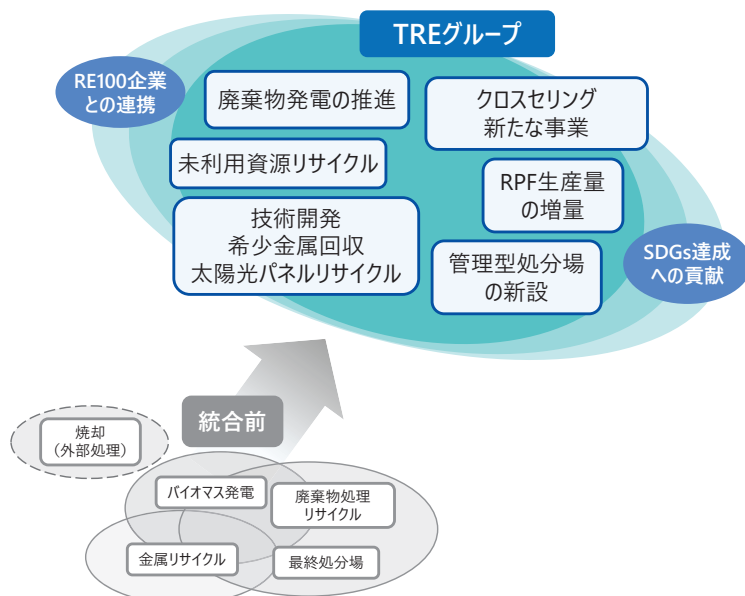 TREグループ
RE100企業
との連携
廃棄物発電の推進
クロスセリング
新たな事業
未利用資源リサイクル
RPF生産量
の増量
技術開発
希少金属回収
太陽光パネルリサイクル
管理型処分場
の新設
SDGs達成
への貢献
統合前
焼却
（外部処理）
バイオマス発電
廃棄物処理
リサイクル
金属リサイクル
最終処分場